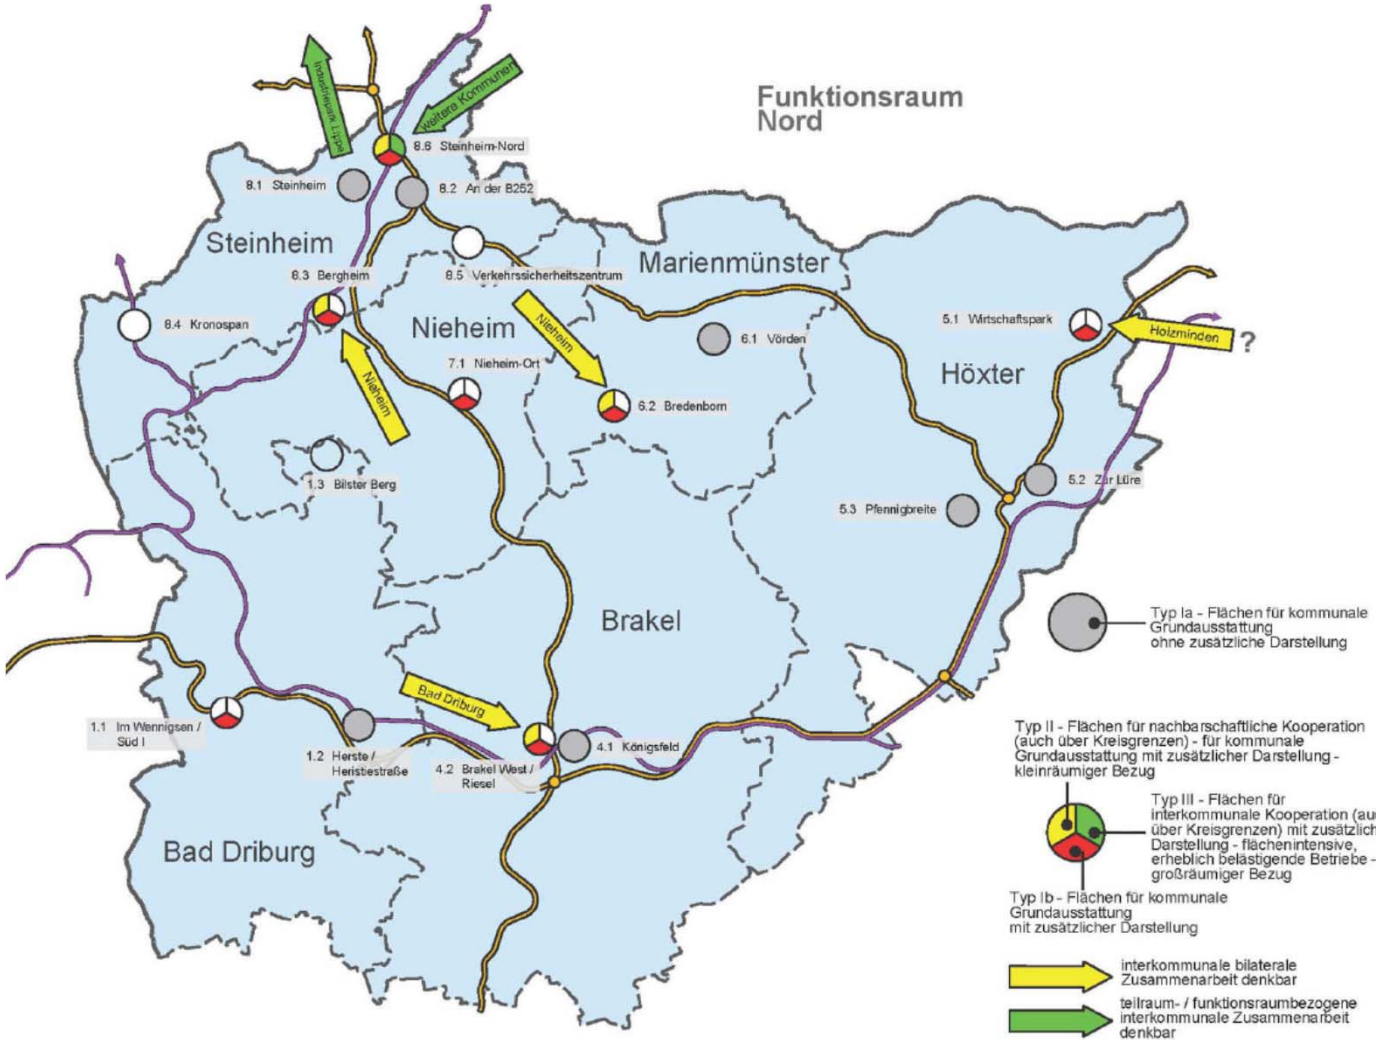 Funktionsraum
Nord
Industriepark Lippe
weitere Kommunen
8.6 Steinheim-Nord
8.1 Steinheim
8.2 An der B252
Steinheim
8.3 Bergheim
8.5 Verkehrssicherheitszentrum
Marienmünster
8.4 Kronospan
Nieheim
Nieheim
6.1 Vörden
5.1 Wirtschaftspark
Holzminden
?
7.1 Nieheim-Ort
Höxter
Nieheim
6.2 Bredenborn
1.3 Bilster Berg
5.2 Zur Lüre
5.3 Pfennigbreite
Brakel
Bad Driburg
1.1 Im Wennigsen /
Süd I
1.2 Herste /
Heristiestraße
4.2 Brakel West /
Riesel
4.1 Königsfeld
Bad Driburg
Typ Ia - Flächen für kommunale
Grundausstattung
ohne zusätzliche Darstellung
Typ II - Flächen für nachbarschaftliche Kooperation
(auch über Kreisgrenzen) - für kommunale
Grundausstattung mit zusätzlicher Darstellung -
kleinräumiger Bezug
Typ III - Flächen für
interkommunale Kooperation (au
über Kreisgrenzen) mit zusätzlich
Darstellung - flächenintensive,
erheblich belästigende Betriebe -
großräumiger Bezug
Typ Ib - Flächen für kommunale
Grundausstattung
mit zusätzlicher Darstellung
interkommunale bilaterale
Zusammenarbeit denkbar
teilraum- / funktionsraumbezogene
interkommunale Zusammenarbeit
denkbar